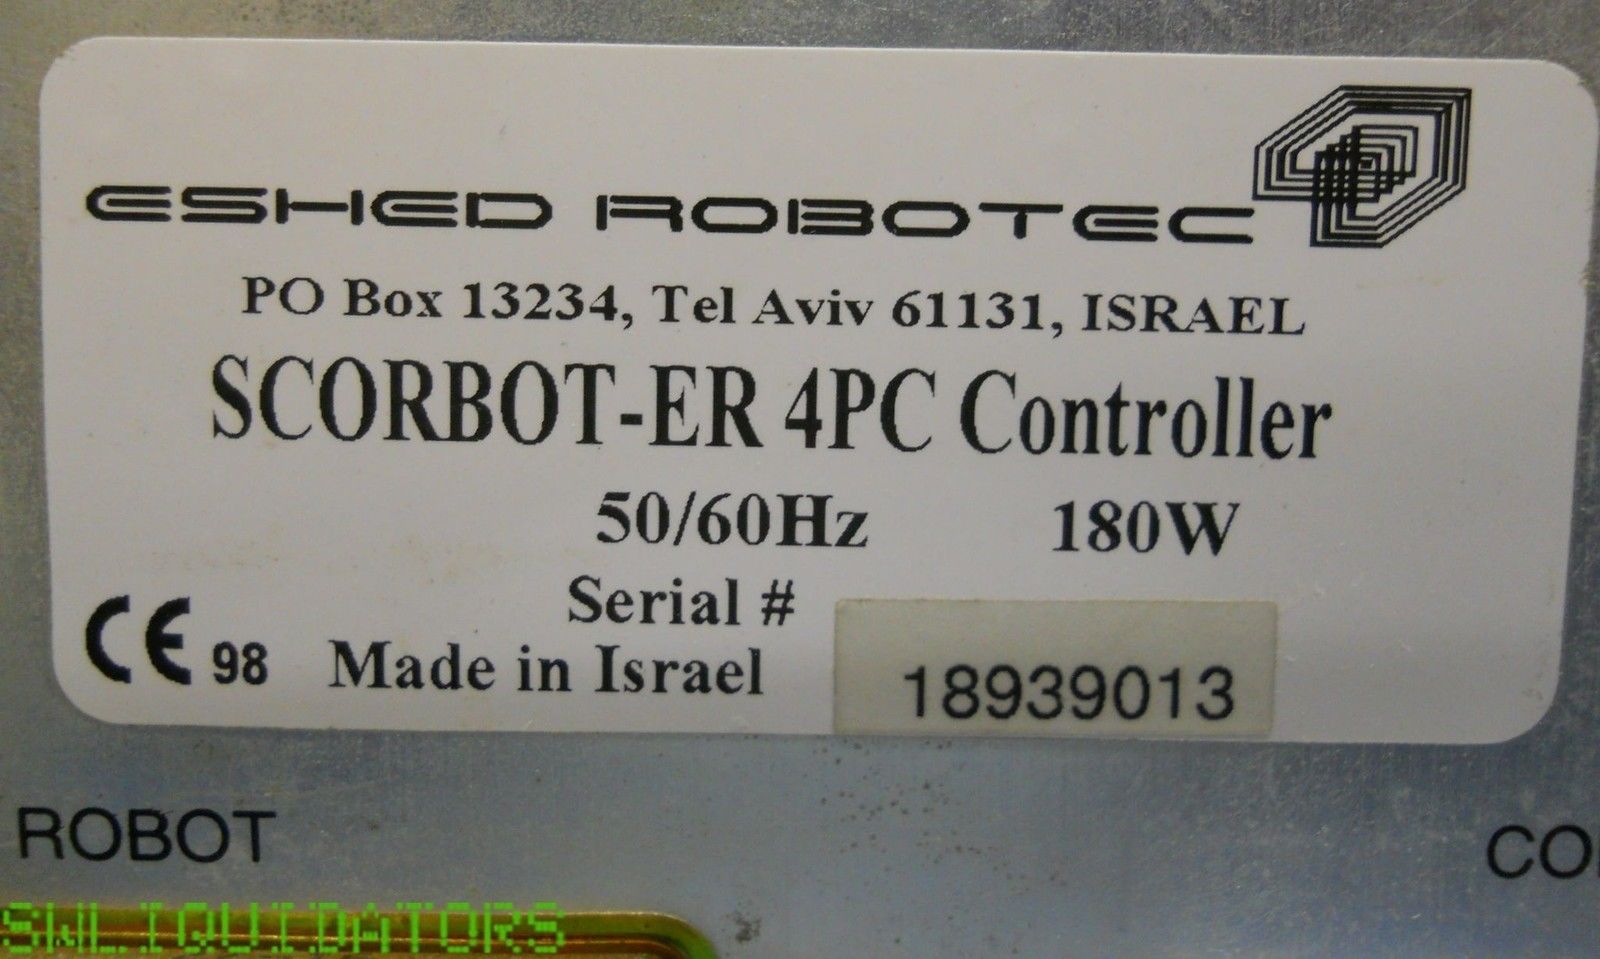 ESHED ROBOTEC
PO Box 13234, Tel Aviv 61131, ISRAEL
SCORBOT-ER 4PC Controller
50/60Hz 180W
Serial #
18939013
CE 98 Made in Israel
ROBOT
CO
SWLIQUIDATORS